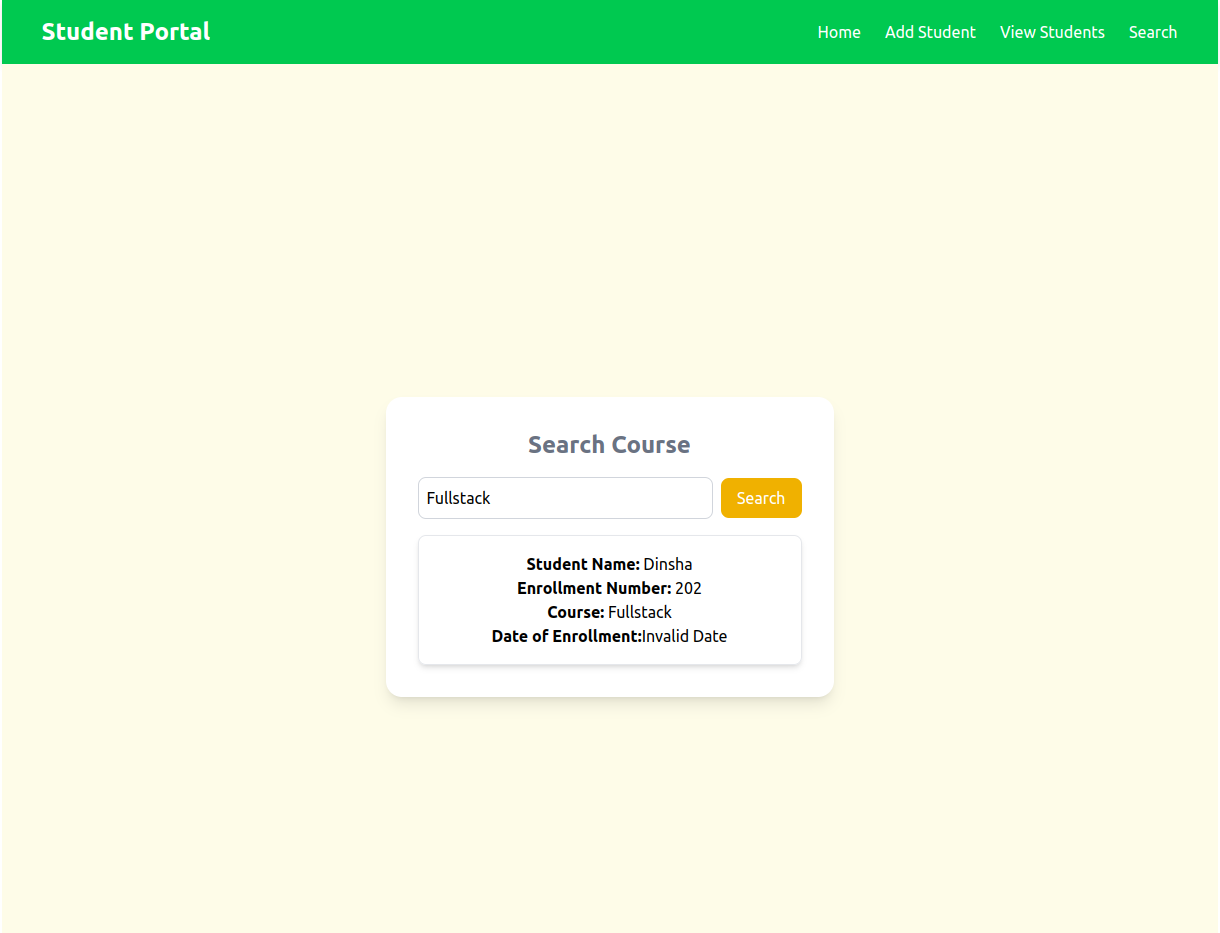 Student Portal
Home Add Student View Students Search
Search Course
Fullstack Search
Student Name: Dinsha
Enrollment Number: 202
Course: Fullstack
Date of Enrollment:Invalid Date